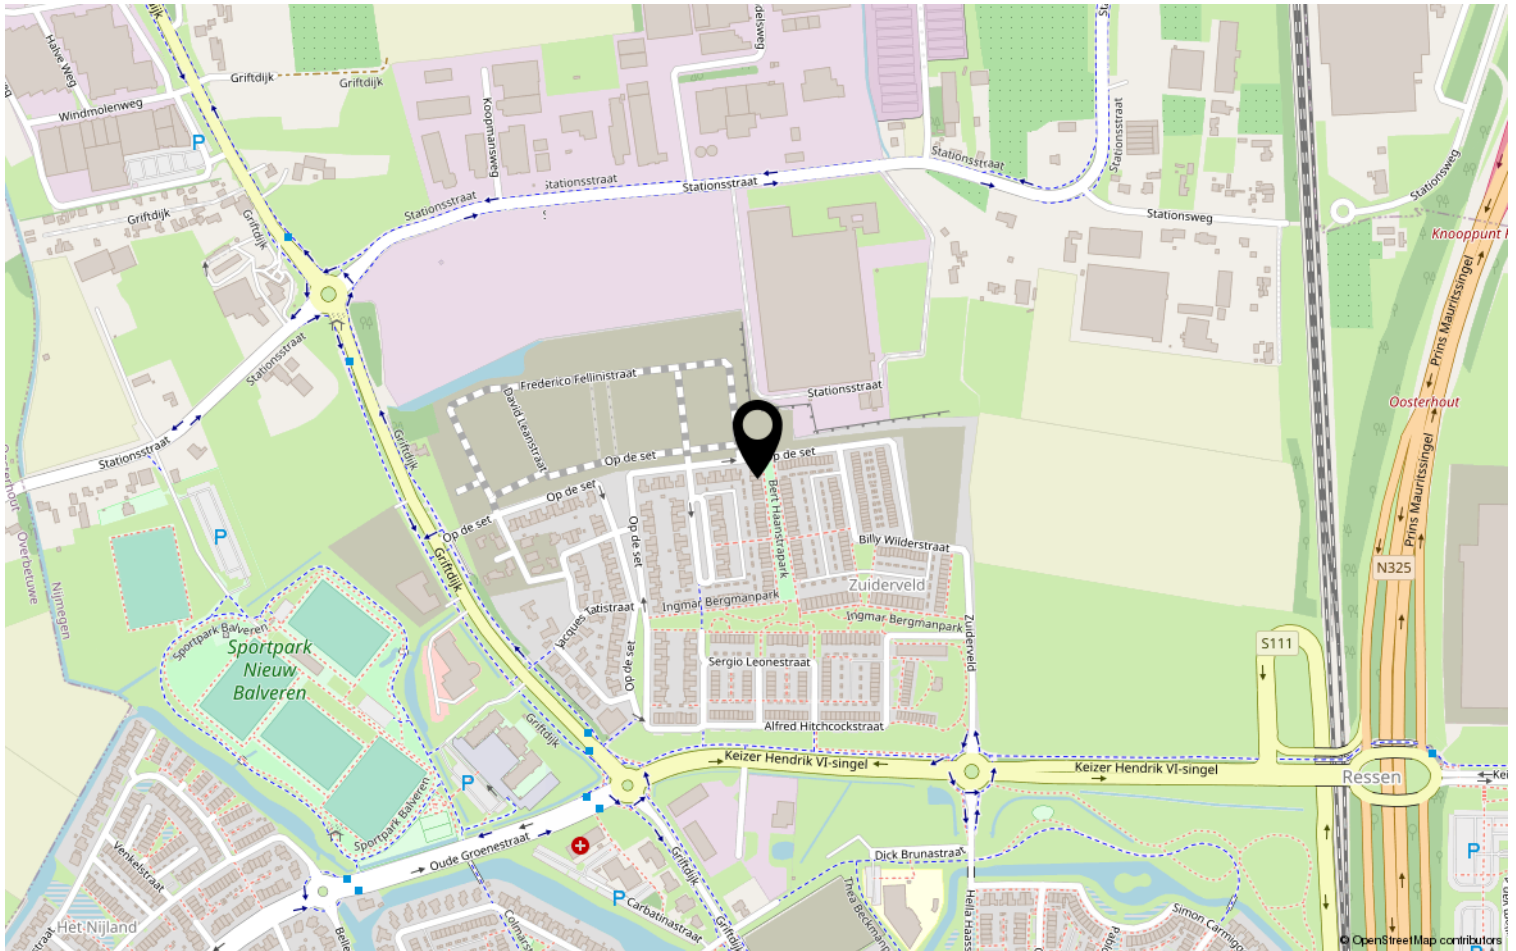 Halve Weg
Griftdijk
Griftdijk
Windmolenweg
P
Koopmansweg
Stationsstraat
Stationsstraat
Stationsstraat
Stationsstraat
Stationsstraat
Stationsweg
Stationsweg
Griftdijk
Griftdijk
Knooppunt
Prins Mauritssingel
Stationsstraat
Stationsstraat
Frederico Fellinistraat
David Leanstraat
Stationsstraat
Oosterhout
Griftdijk
Op de set
Op de set
Op de set
Op de set
Op de set
Bert Haanstrapark
Billy Wilderstraat
Prins Mauritssingel
N325
P
Overbetuwe
Nijmegen
Griftdijk
Zuiderveld
Ingmar Bergmanpark
Ingmar Bergmanpark
Jacques Tatistraat
Op de set
Zuiderveld
Sergio Leonestraat
Alfred Hitchcockstraat
S111
Sportpark Balveren
Sportpark
Nieuw
Balveren
Griftdijk
Keizer Hendrik VI-singel
Keizer Hendrik VI-singel
Ressen
P
Sportpark Balveren
Oude Groenestraat
Venkelstraat
Het Nijland
Griftdijk
P
Carbatinastraat
Griftdijk
Dick Brunastraat
Thea Beckman
Simon Carmigg
P
© OpenStreetMap contributors